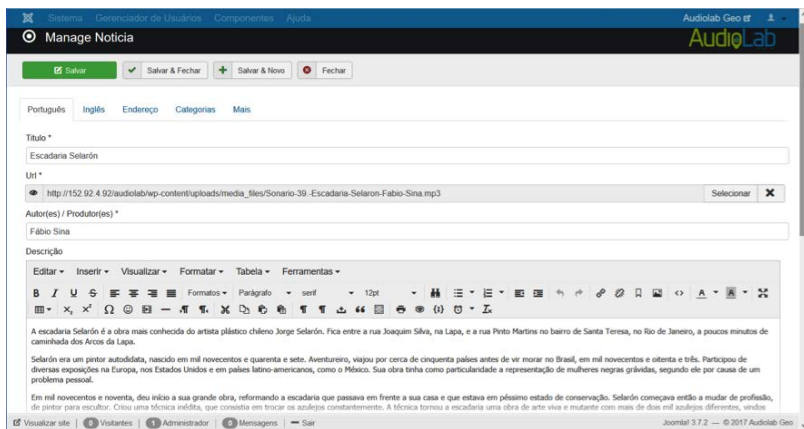 Sistema Gerenciador de Usuários Componentes Ajuda Audiolab Geo
Manage Noticia AudioLab
Salvar Salvar & Fechar Salvar & Novo Fechar
Português Inglês Endereço Categorias Mais
Titulo *
Escadaria Selarón
Url *
http://152.92.4.92/audiolab/wp-content/uploads/media_files/Sonario-39.-Escadaria-Selaron-Fabio-Sina.mp3 Selecionar
Autor(es) / Produtor(es) *
Fábio Sina
Descrição
Editar Inserir Visualizar Formatar Tabela Ferramentas
B I U S Formatos Parágrafo serif 12pt
A escadaria Selarón é a obra mais conhecida do artista plástico chileno Jorge Selarón. Fica entre a rua Joaquim Silva, na Lapa, e a rua Pinto Martins no bairro de Santa Teresa, no Rio de Janeiro, a poucos minutos de
caminhada dos Arcos da Lapa.
Selarón era um pintor autodidata, nascido em mil novecentos e quarenta e sete. Aventureiro, viajou por cerca de cinquenta países antes de vir morar no Brasil, em mil novecentos e oitenta e três. Participou de
diversas exposições na Europa, nos Estados Unidos e em países latino-americanos, como o México. Sua obra tinha como particularidade a representação de mulheres negras grávidas, segundo ele por causa de um
problema pessoal.
Em mil novecentos e noventa, deu início a sua grande obra, reformando a escadaria que passava em frente a sua casa e que estava em péssimo estado de conservação. Selarón começava então a mudar de profissão,
de pintor para escultor. Criou uma técnica inédita, que consistia em trocar os azulejos constantemente. A técnica tornou a escadaria uma obra de arte viva e mutante com mais de dois mil azulejos diferentes, vindos
Visualizar site 0 Visitantes 1 Administrador 0 Mensagens Sair Joomla! 3.7.2 — © 2017 Audiolab Geo